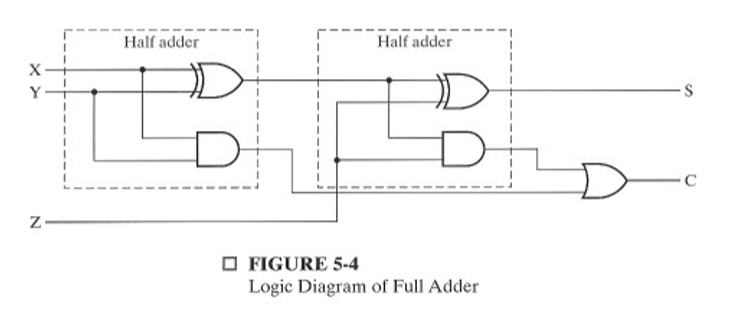 Half adder
Half adder
X
Y
S
C
Z
FIGURE 5-4
Logic Diagram of Full Adder